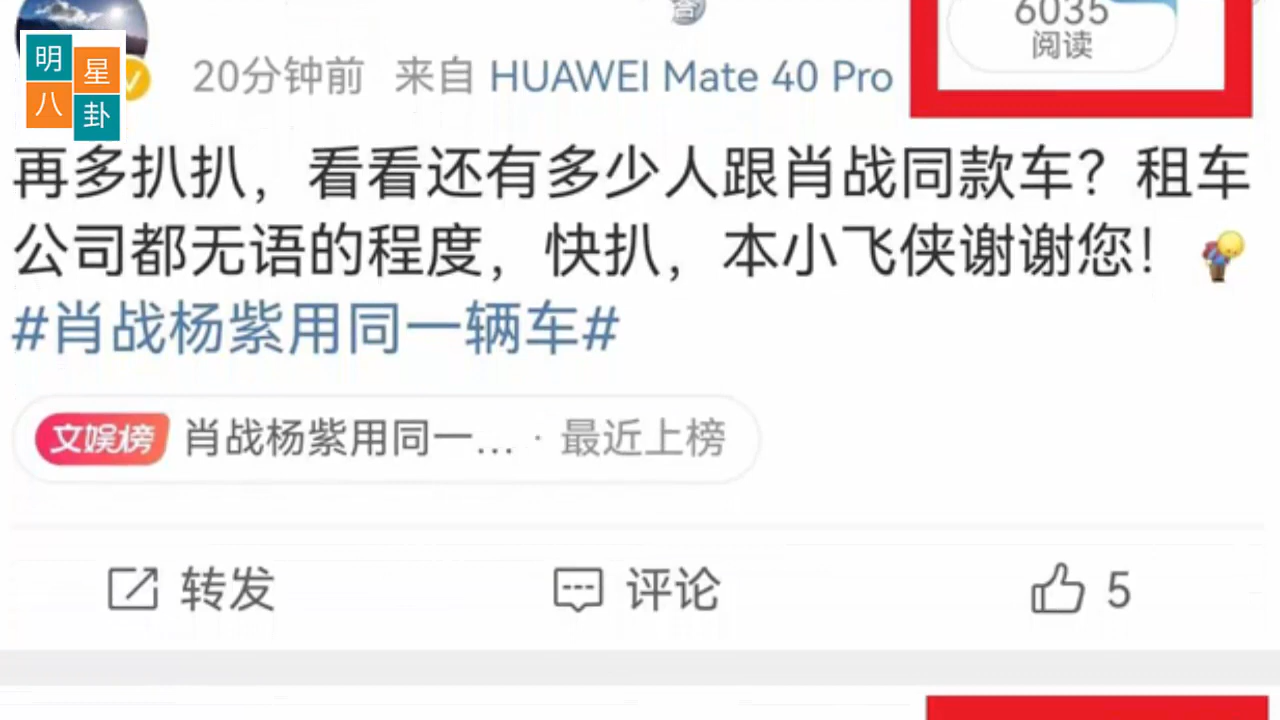 明星八卦
6035
阅读
20分钟前 来自 HUAWEI Mate 40 Pro
再多扒扒，看看还有多少人跟肖战同款车？租车
公司都无语的程度，快扒，本小飞侠谢谢您！
#肖战杨紫用同一辆车#
文娱榜 肖战杨紫用同一... · 最近上榜
转发 评论 5